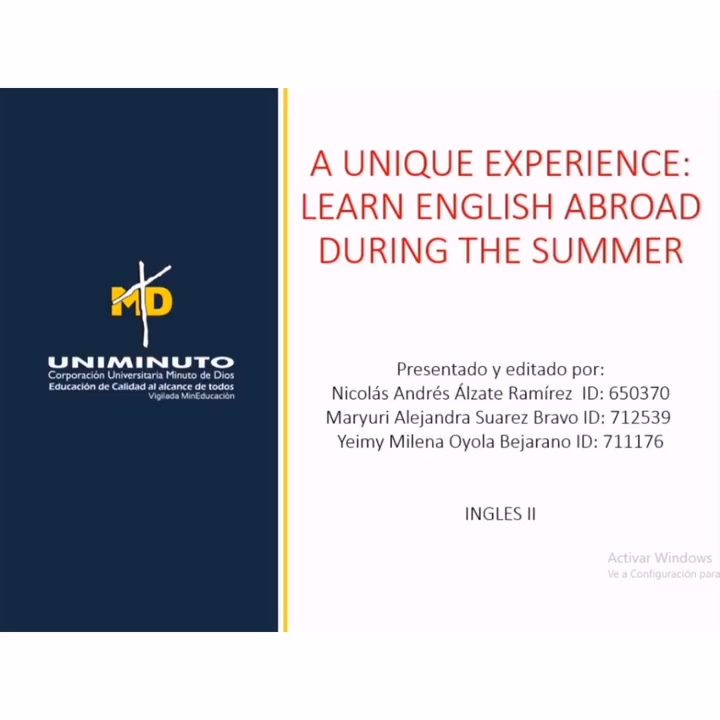 A UNIQUE EXPERIENCE:
LEARN ENGLISH ABROAD
DURING THE SUMMER
MD
UNIMINUTO
Corporación Universitaria Minuto de Dios
Educación de Calidad al alcance de todos
Vigilada MinEducación
Presentado y editado por:
Nicolás Andrés Álzate Ramírez ID: 650370
Maryuri Alejandra Suarez Bravo ID: 712539
Yeimy Milena Oyola Bejarano ID: 711176
INGLES II
Activar Windows
Ve a Configuración para